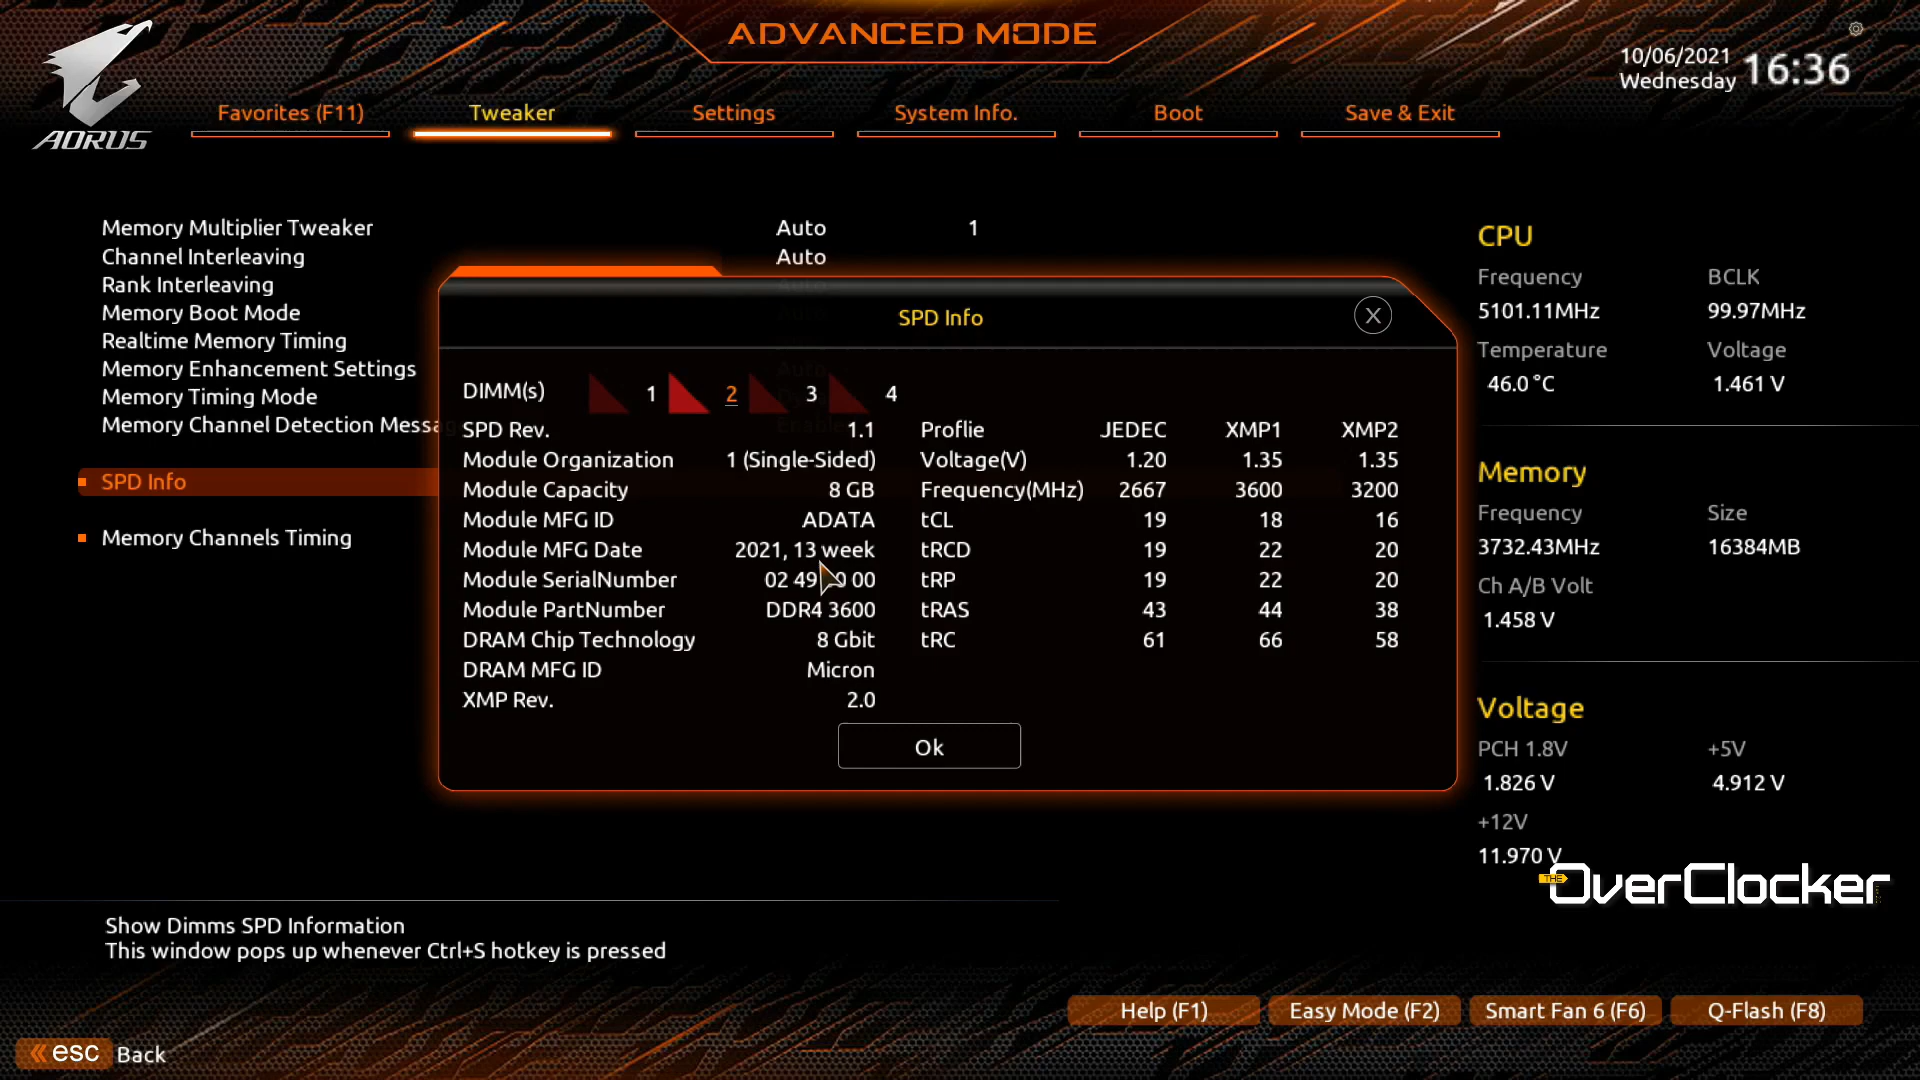 ADVANCED MODE
10/06/2021
Wednesday
16:36
AORUS
Favorites (F11)
Tweaker
Settings
System Info.
Boot
Save & Exit
Memory Multiplier Tweaker Auto 1
Channel Interleaving Auto
Rank Interleaving
Memory Boot Mode
Realtime Memory Timing
Memory Enhancement Settings
Memory Timing Mode
Memory Channel Detection Messa
SPD Info
Memory Channels Timing
SPD Info
X
DIMM(s) 1 2 3 4
SPD Rev. 1.1 Proflie JEDEC XMP1 XMP2
Module Organization 1 (Single-Sided) Voltage(V) 1.20 1.35 1.35
Module Capacity 8 GB Frequency(MHz) 2667 3600 3200
Module MFG ID ADATA tCL 19 18 16
Module MFG Date 2021, 13 week tRCD 19 22 20
Module SerialNumber 02 49 00 tRP 19 22 20
Module PartNumber DDR4 3600 tRAS 43 44 38
DRAM Chip Technology 8 Gbit tRC 61 66 58
DRAM MFG ID Micron
XMP Rev. 2.0
Ok
CPU
Frequency BCLK
5101.11MHz 99.97MHz
Temperature Voltage
46.0 °C 1.461 V
Memory
Frequency Size
3732.43MHz 16384MB
Ch A/B Volt
1.458 V
Voltage
PCH 1.8V +5V
1.826 V 4.912 V
+12V
11.970 V
THE OverClocker
Show Dimms SPD Information
This window pops up whenever Ctrl+S hotkey is pressed
Help (F1)
Easy Mode (F2)
Smart Fan 6 (F6)
Q-Flash (F8)
esc Back